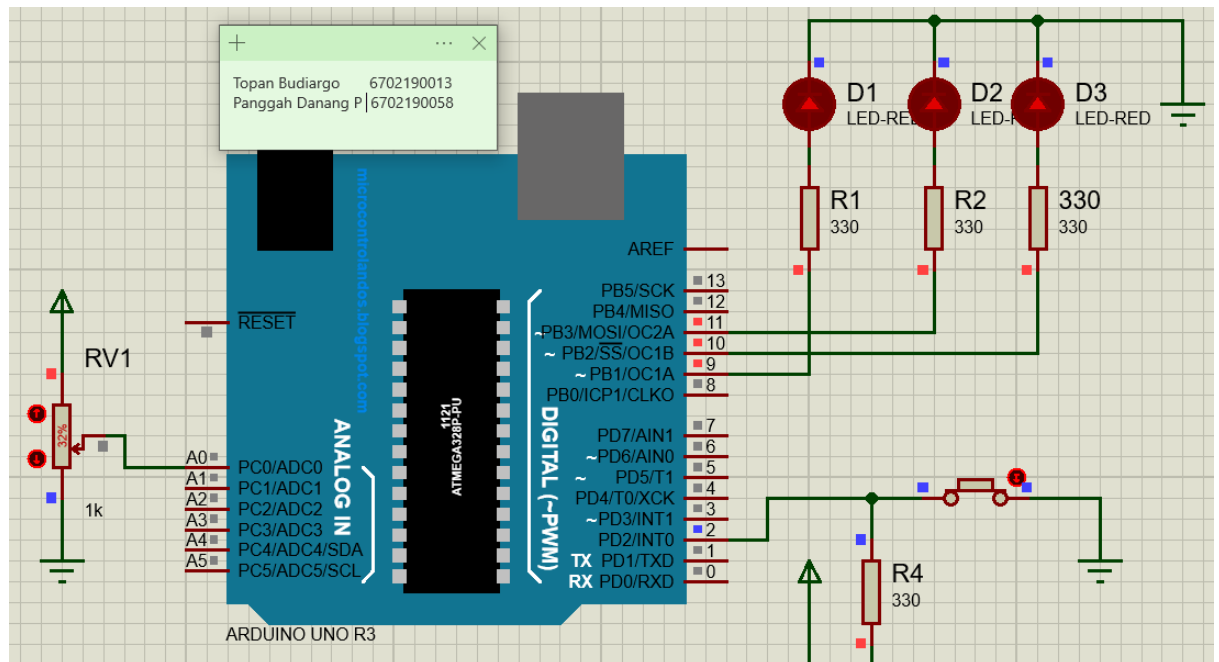 Topan Budiargo 6702190013
Panggah Danang P 6702190058
microcontrolandos.blogspot.com
D1
LED-RED
D2
D3
LED-RED
R1
330
R2
330
330
330
AREF
RESET
RV1
32%
1k
PB5/SCK 13
PB4/MISO 12
~PB3/MOSI/OC2A 11
~ PB2/SS/OC1B 10
~ PB1/OC1A 9
PB0/ICP1/CLKO 8
1121
ATMEGA328P-PU
ANALOG IN
DIGITAL (~PWM)
A0 PC0/ADC0
A1 PC1/ADC1
A2 PC2/ADC2
A3 PC3/ADC3
A4 PC4/ADC4/SDA
A5 PC5/ADC5/SCL
PD7/AIN1 7
~PD6/AIN0 6
~ PD5/T1 5
PD4/T0/XCK 4
~PD3/INT1 3
PD2/INT0 2
TX PD1/TXD 1
RX PD0/RXD 0
R4
330
ARDUINO UNO R3